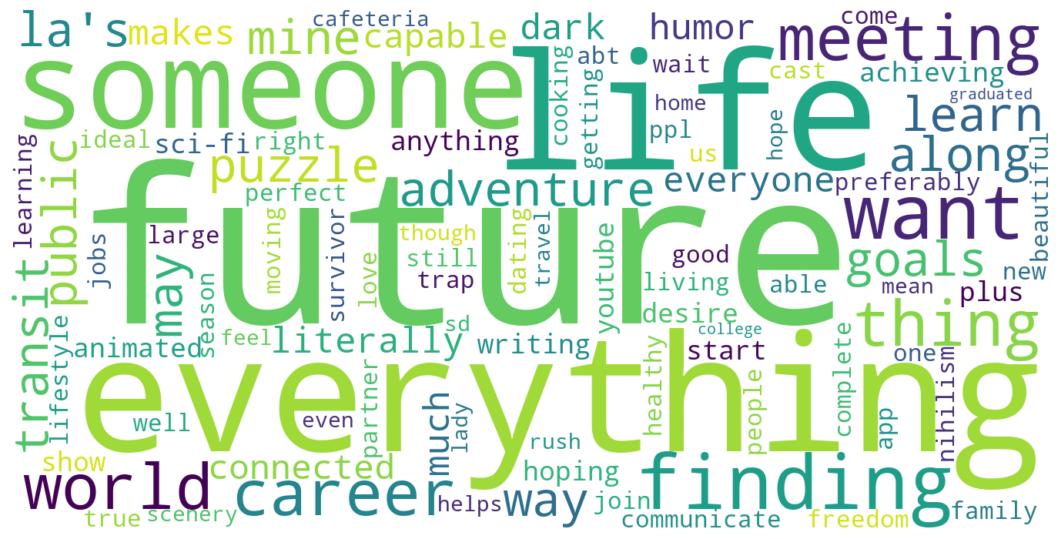 la's
makes
mine
cafeteria
capable
dark
abt
humor
wait
come
meeting
cast
achieving
someone
life
cooking
getting
home
graduated
learn
ideal
sci-fi
right
anything
ppl
us
hope
along
learning
public
puzzle
perfect
adventure
everyone
preferably
beautiful
future
want
jobs
large
may
moving
survivor
love
though
still
trap
dating
travel
youtube
good
living
able
goals
mean
new
plus
transit
season
desire
thing
lifestyle
animated
feel
literally
sd
writing
college
start
one
everything
well
even
partner
much
lady
rush
healthy
people
complete
app
nihilism
show
connected
hoping
finding
world
career
helps
way
join
true
scenery
communicate
freedom
family